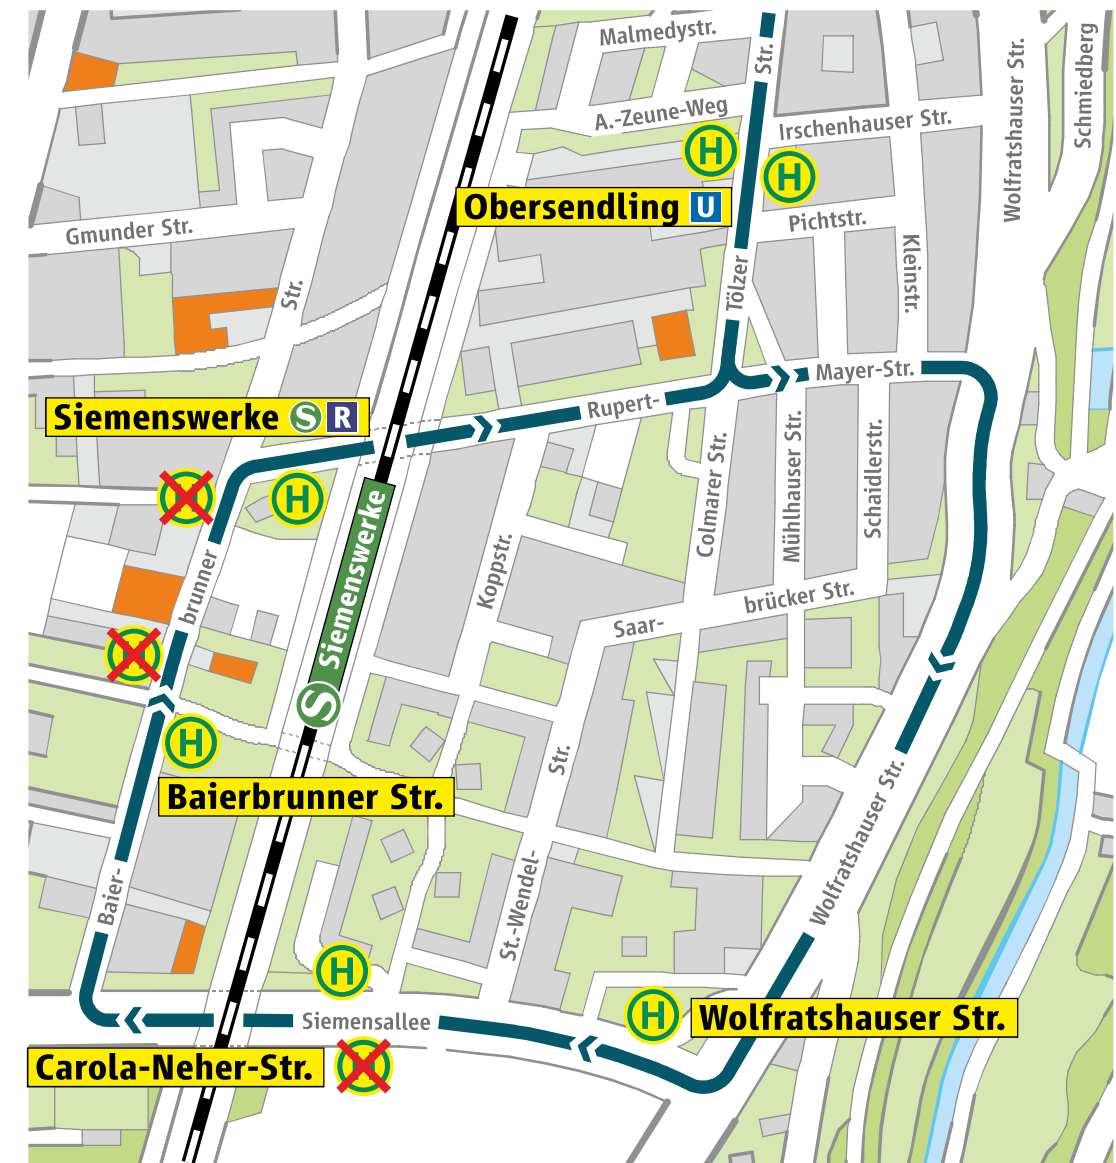 Malmedystr.
Str.
A.-Zeune-Weg
Irschenhauser Str.
Wolfratshauser Str.
Schmiedberg
H
H
Obersendling U
Pichtstr.
Gmunder Str.
Kleinstr.
Tölzer
Str.
Mayer-Str.
Rupert-
Siemenswerke S R
H
H
Siemenswerke
S
Colmarer Str.
Mühlhauser Str.
Schaidlerstr.
Koppstr.
brunner
brücker Str.
Saar-
H
H
Baierbrunner Str.
Str.
Wolfratshauser Str.
Baier-
St.-Wendel-
H
H
Wolfratshauser Str.
Siemensallee
Carola-Neher-Str.
H